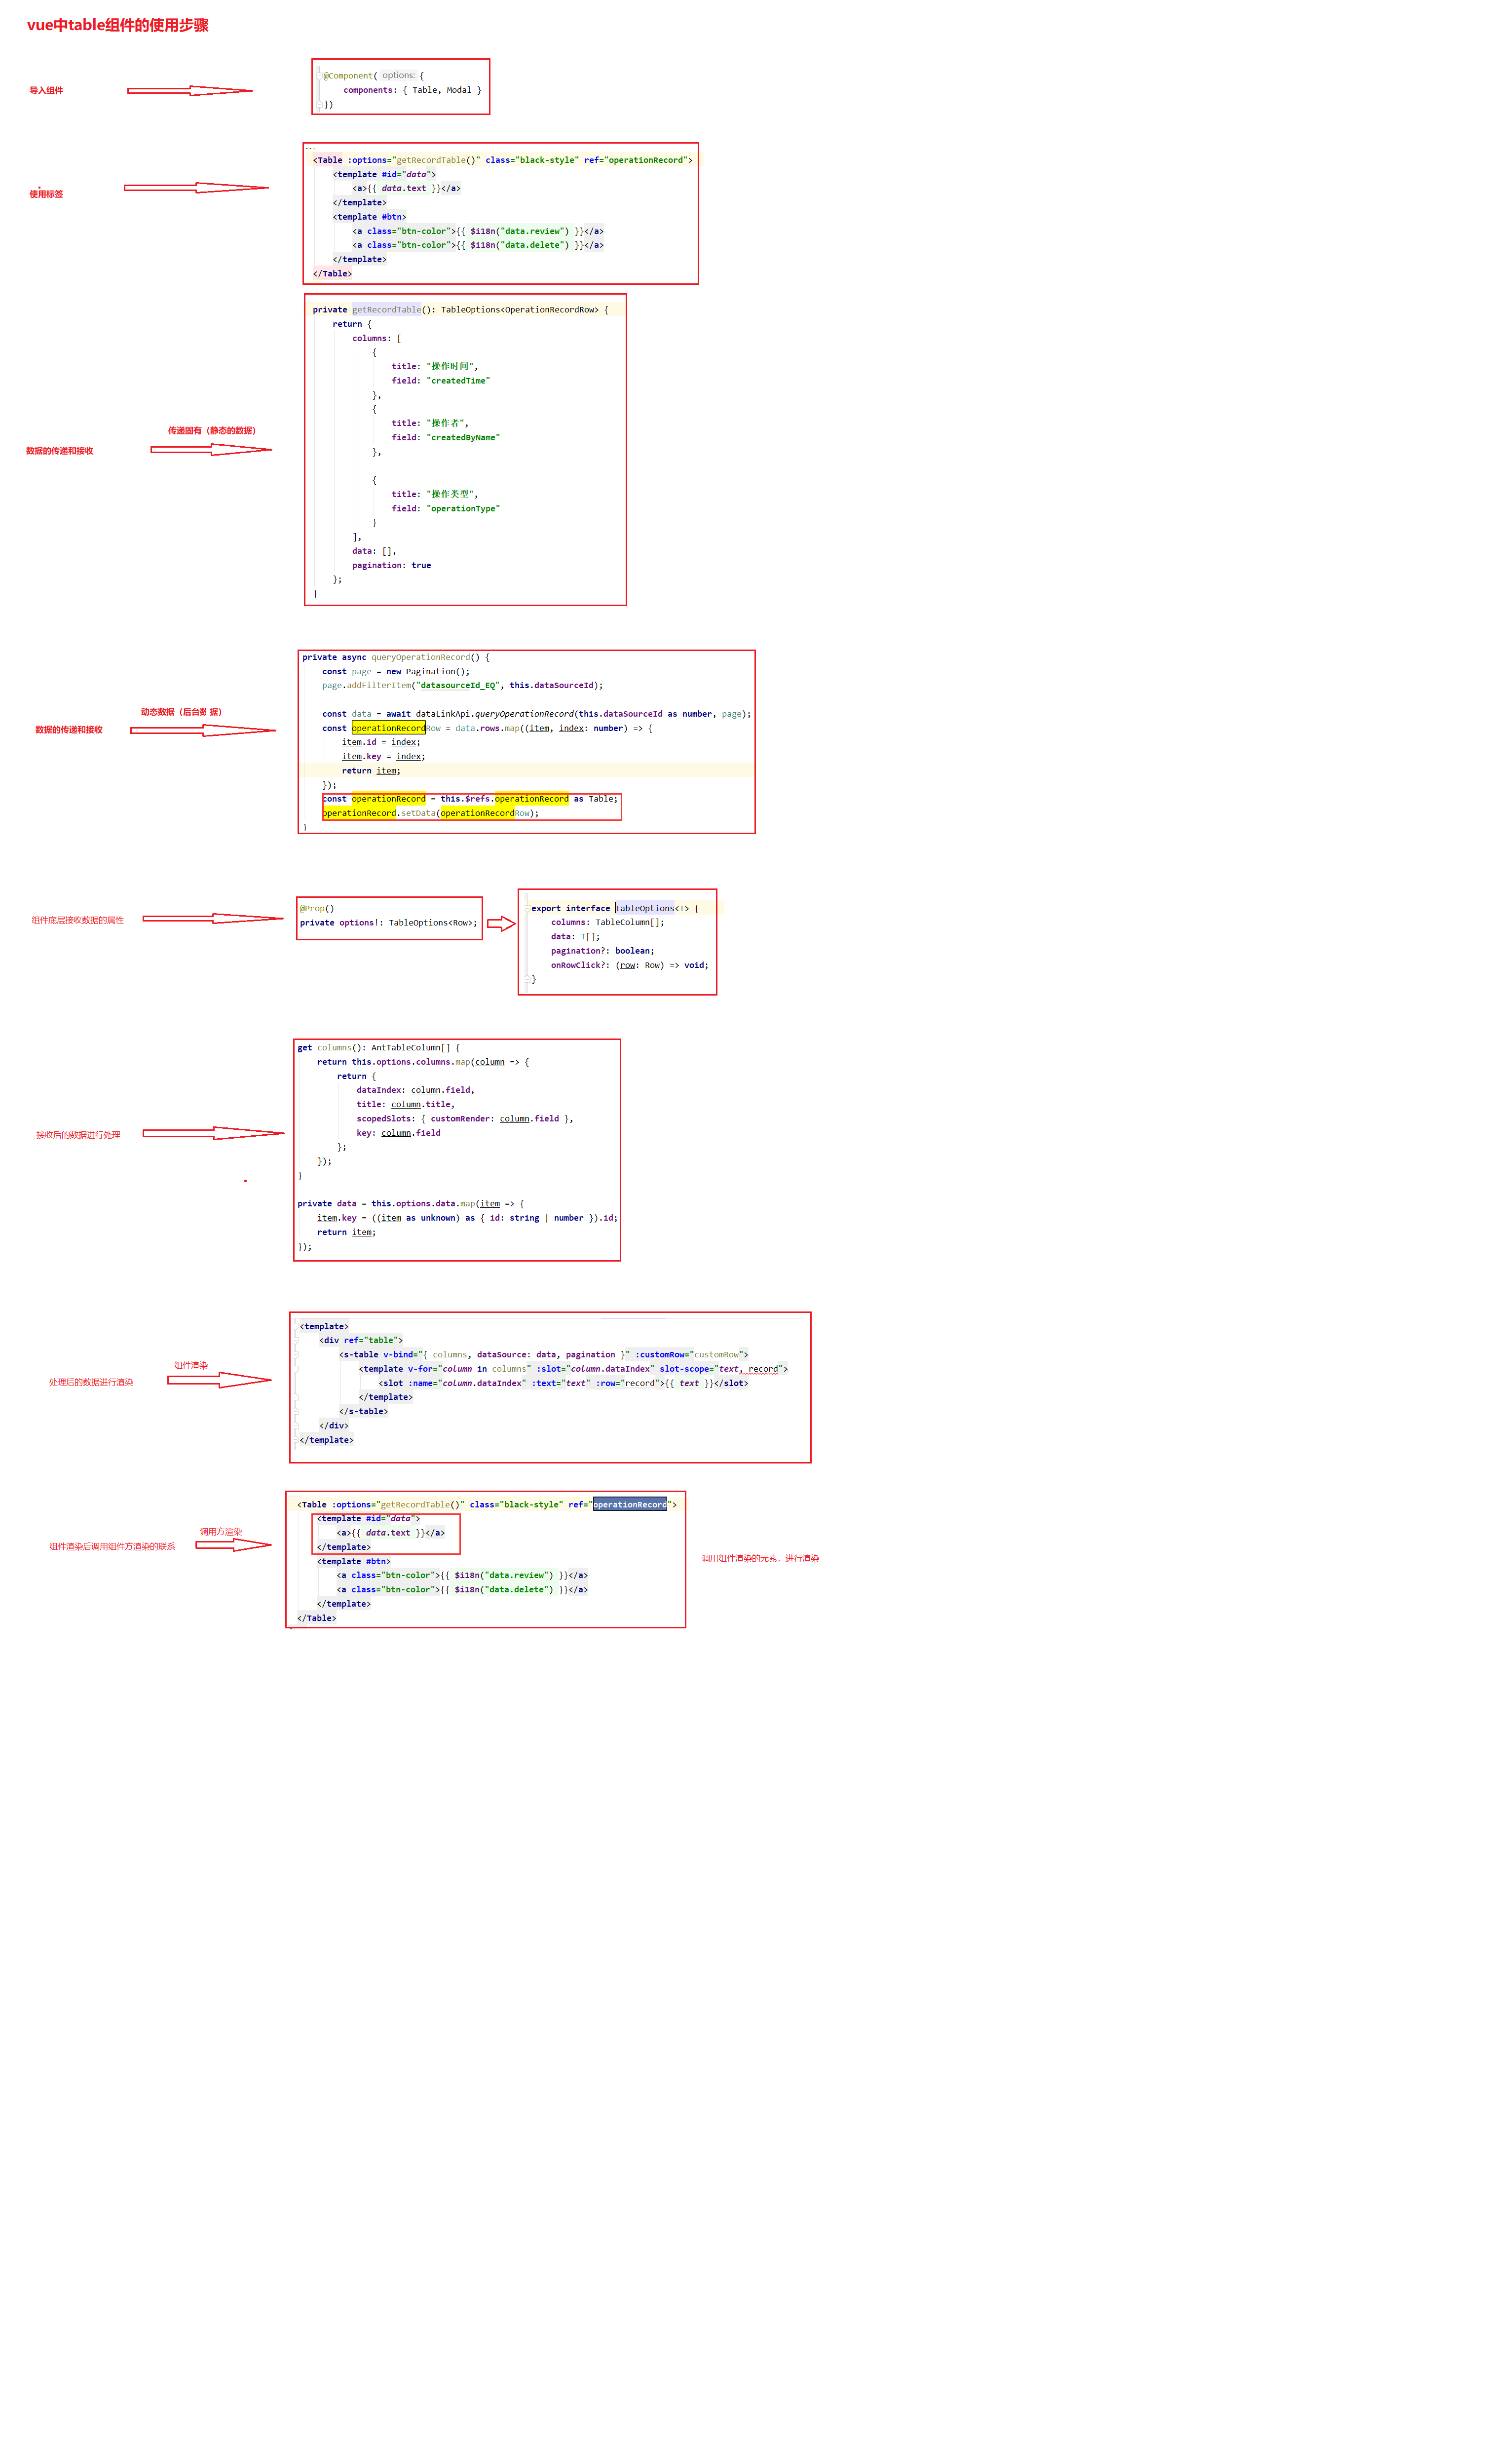 vue中table组件的使用步骤
导入组件
@Component( options: {
components: { Table, Modal }
})
使用标签
<Table :options="getRecordTable()" class="black-style" ref="operationRecord">
<template #id="data">
<a>{{ data.text }}</a>
</template>
<template #btn>
<a class="btn-color">{{ $i18n("data.review") }}</a>
<a class="btn-color">{{ $i18n("data.delete") }}</a>
</template>
</Table>
数据的传递和接收
传递固有（静态的数据）
private getRecordTable(): TableOptions<OperationRecordRow> {
return {
columns: [
{
title: "操作时间",
field: "createdTime"
},
{
title: "操作者",
field: "createdByName"
},
{
title: "操作类型",
field: "operationType"
}
],
data: [],
pagination: true
};
}
数据的传递和接收
动态数据（后台数 据）
private async queryOperationRecord() {
const page = new Pagination();
page.addFilterItem("datasourceId_EQ", this.dataSourceId);
const data = await dataLinkApi.queryOperationRecord(this.dataSourceId as number, page);
const operationRecordRow = data.rows.map((item, index: number) => {
item.id = index;
item.key = index;
return item;
});
const operationRecord = this.$refs.operationRecord as Table;
operationRecord.setData(operationRecordRow);
}
组件底层接收数据的属性
@Prop()
private options!: TableOptions<Row>;
export interface TableOptions<T> {
columns: TableColumn[];
data: T[];
pagination?: boolean;
onRowClick?: (row: Row) => void;
}
接收后的数据进行处理
get columns(): AntTableColumn[] {
return this.options.columns.map(column => {
return {
dataIndex: column.field,
title: column.title,
scopedSlots: { customRender: column.field },
key: column.field
};
});
}
private data = this.options.data.map(item => {
item.key = ((item as unknown) as { id: string | number }).id;
return item;
});
组件渲染
处理后的数据进行渲染
<template>
<div ref="table">
<s-table v-bind="{ columns, dataSource: data, pagination }" :customRow="customRow">
<template v-for="column in columns" :slot="column.dataIndex" slot-scope="text, record">
<slot :name="column.dataIndex" :text="text" :row="record">{{ text }}</slot>
</template>
</s-table>
</div>
</template>
调用方渲染
组件渲染后调用组件方渲染的联系
<Table :options="getRecordTable()" class="black-style" ref="operationRecord">
<template #id="data">
<a>{{ data.text }}</a>
</template>
<template #btn>
<a class="btn-color">{{ $i18n("data.review") }}</a>
<a class="btn-color">{{ $i18n("data.delete") }}</a>
</template>
</Table>
调用组件渲染的元素，进行渲染